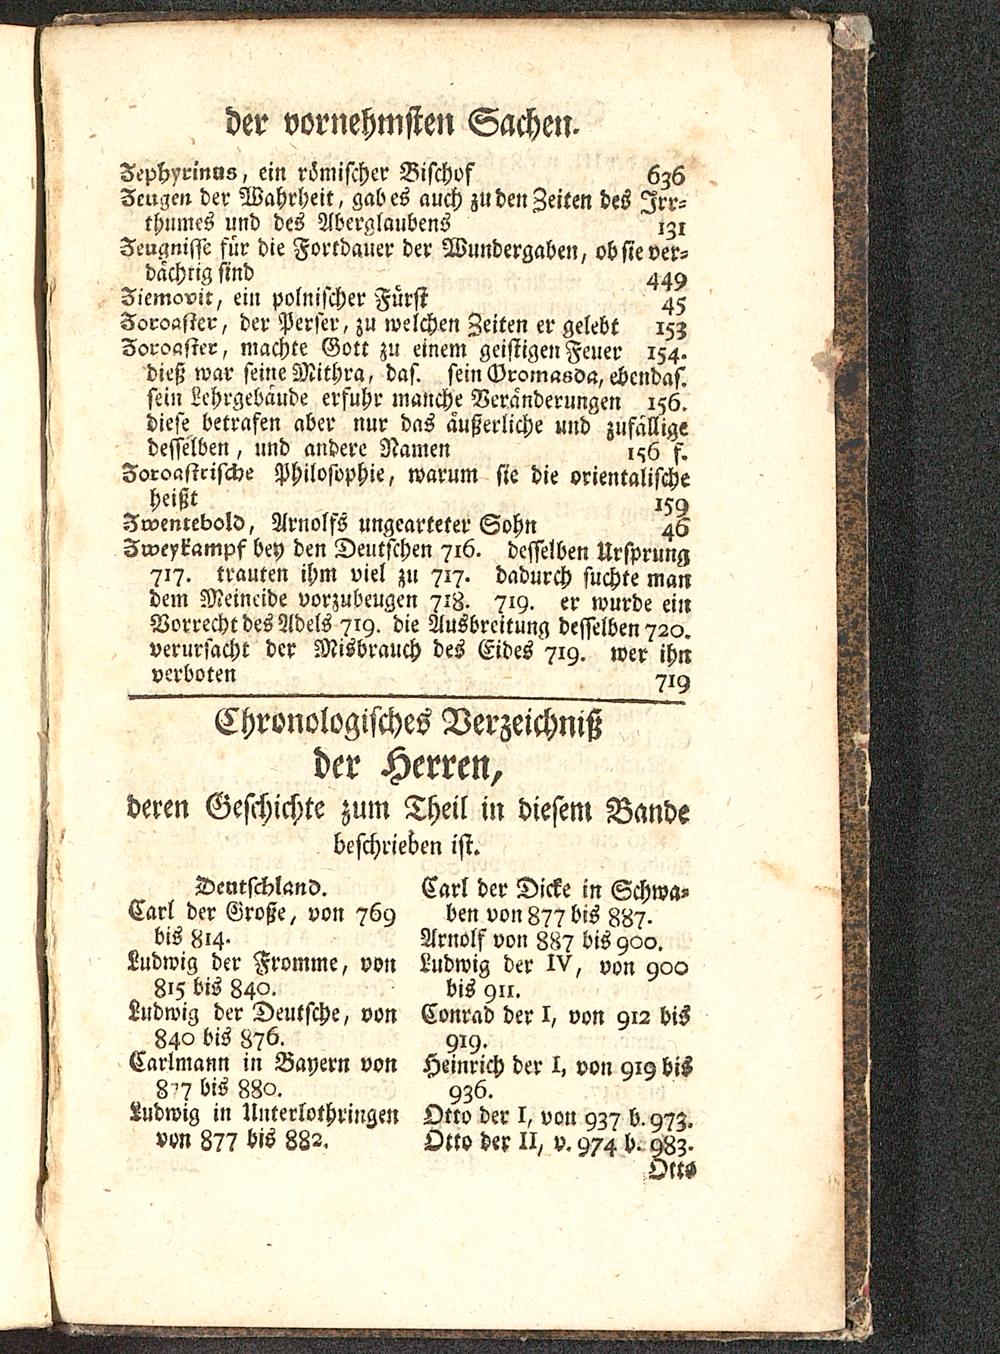 der vornehmsten Sachen.
Zephyrinus, ein römischer Bischof 636
Zeugen der Wahrheit, gab es auch zu den Zeiten des Irr-
thumes und des Aberglaubens 131
Zeugnisse für die Fortdauer der Wundergaben, ob sie ver-
dächtig sind 449
Ziemovit, ein polnischer Fürst 45
Zoroaster, der Perser, zu welchen Zeiten er gelebt 153
Zoroaster, machte Gott zu einem geistigen Feuer 154.
dieß war seine Mithra, das. sein Oromasda, ebendas.
sein Lehrgebäude erfuhr manche Veränderungen 156.
diese betrafen aber nur das äußerliche und zufällige
desselben, und andere Namen 156 f.
Zoroastrische Philosophie, warum sie die orientalische
heißt 159
Zwentebold, Arnolfs ungearteter Sohn 46
Zweykampf bey den Deutschen 716. desselben Ursprung
717. trauten ihm viel zu 717. dadurch suchte man
dem Meineide vorzubeugen 718. 719. er wurde ein
Vorrecht des Adels 719. die Ausbreitung desselben 720.
verursacht der Misbrauch des Eides 719. wer ihn
verboten 719
Chronologisches Verzeichniß
der Herren,
deren Geschichte zum Theil in diesem Bande
beschrieben ist.
Deutschland.
Carl der Große, von 769
bis 814.
Ludwig der Fromme, von
815 bis 840.
Ludwig der Deutsche, von
840 bis 876.
Carlmann in Bayern von
877 bis 880.
Ludwig in Unterlothringen
von 877 bis 882.
Carl der Dicke in Schwa-
ben von 877 bis 887.
Arnolf von 887 bis 900.
Ludwig der IV, von 900
bis 911.
Conrad der I, von 912 bis
919.
Heinrich der I, von 919 bis
936.
Otto der I, von 937 b. 973.
Otto der II, v. 974 b. 983.
Otto